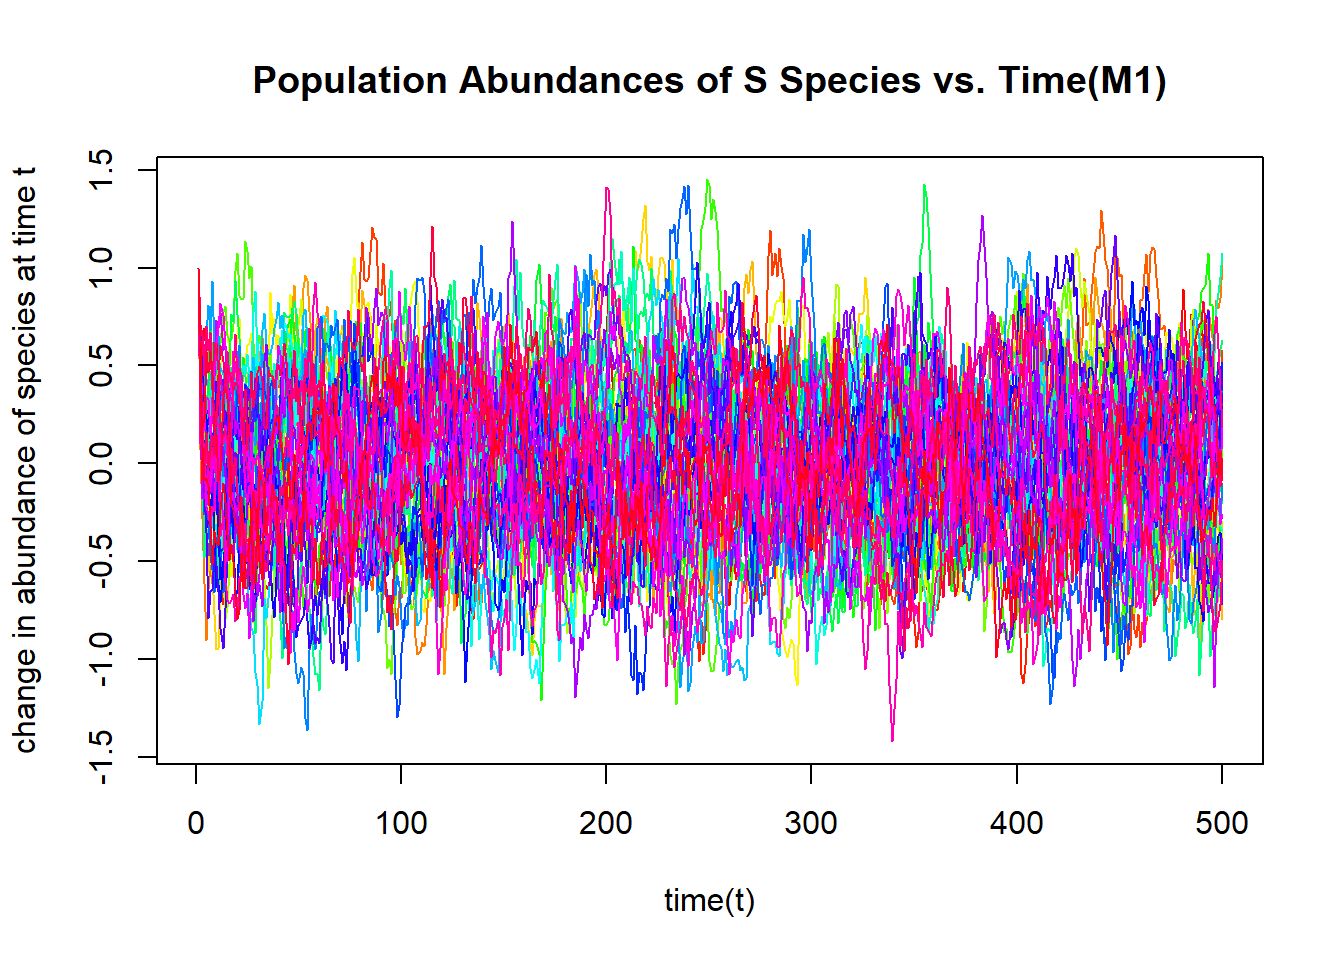 Population Abundances of S Species vs. Time(M1)
change in abundance of species at time t
1.5
1.0
0.5
0.0
-0.5
-1.0
-1.5
0 100 200 300 400 500
time(t)